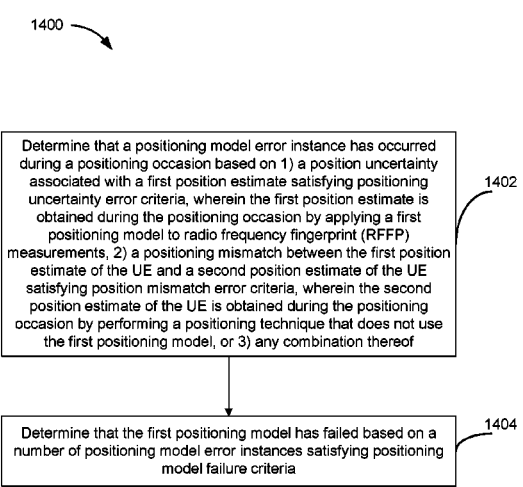 1400
Determine that a positioning model error instance has occurred
during a positioning occasion based on 1) a position uncertainty
associated with a first position estimate satisfying positioning
uncertainty error criteria, wherein the first position estimate is
obtained during the positioning occasion by applying a first
positioning model to radio frequency fingerprint (RFFP)
measurements, 2) a positioning mismatch between the first position
estimate of the UE and a second position estimate of the UE
satisfying position mismatch error criteria, wherein the second
position estimate of the UE is obtained during the positioning
occasion by performing a positioning technique that does not use
the first positioning model, or 3) any combination thereof
1402
Determine that the first positioning model has failed based on a
number of positioning model error instances satisfying positioning
model failure criteria
1404